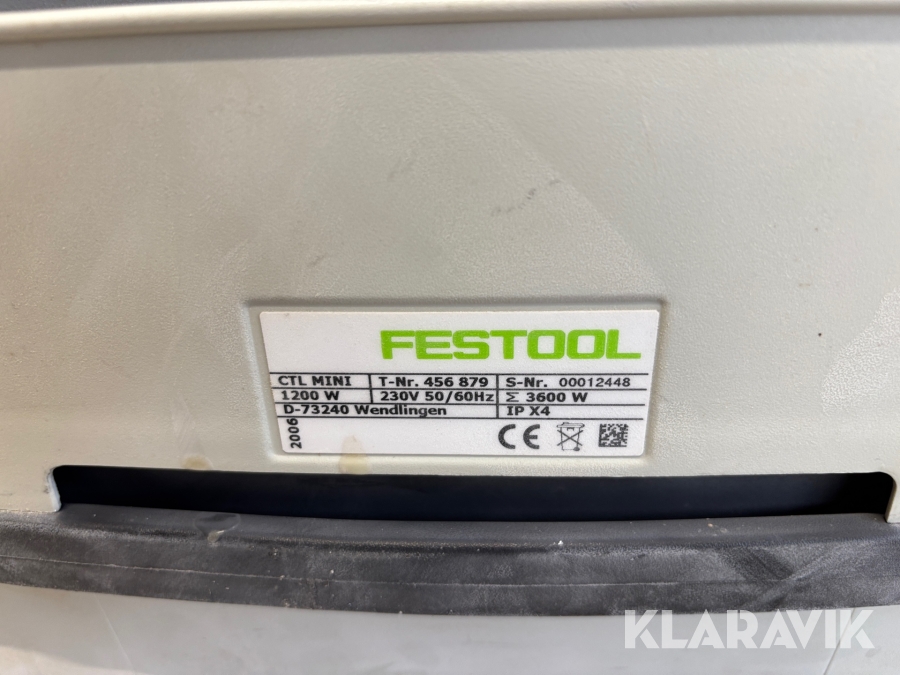 FESTOOL
CTL MINI T-Nr. 456 879 S-Nr. 00012448
1200 W 230V 50/60Hz Σ 3600 W
D-73240 Wendlingen IP X4
2006 CE
KLARAVIK